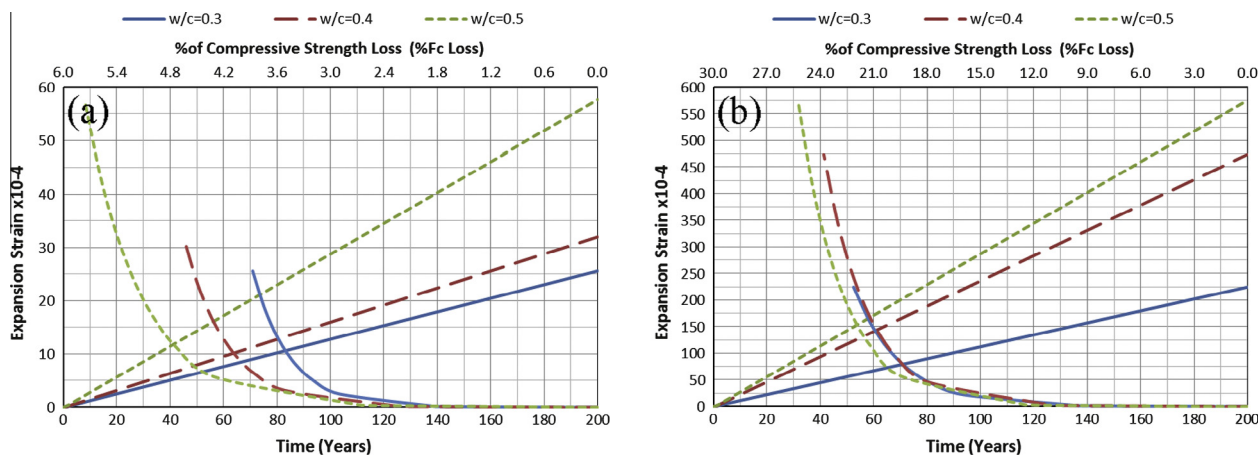 w/c=0.3 w/c=0.4 w/c=0.5
%of Compressive Strength Loss (%Fc Loss)
6.0 5.4 4.8 4.2 3.6 3.0 2.4 1.8 1.2 0.6 0.0
(a)
Expansion Strain x10-4
60
50
40
30
20
10
0
0 20 40 60 80 100 120 140 160 180 200
Time (Years)
w/c=0.3 w/c=0.4 w/c=0.5
%of Compressive Strength Loss (%Fc Loss)
30.0 27.0 24.0 21.0 18.0 15.0 12.0 9.0 6.0 3.0 0.0
(b)
Expansion Strain x10-4
600
550
500
450
400
350
300
250
200
150
100
50
0
0 20 40 60 80 100 120 140 160 180 200
Time (Years)